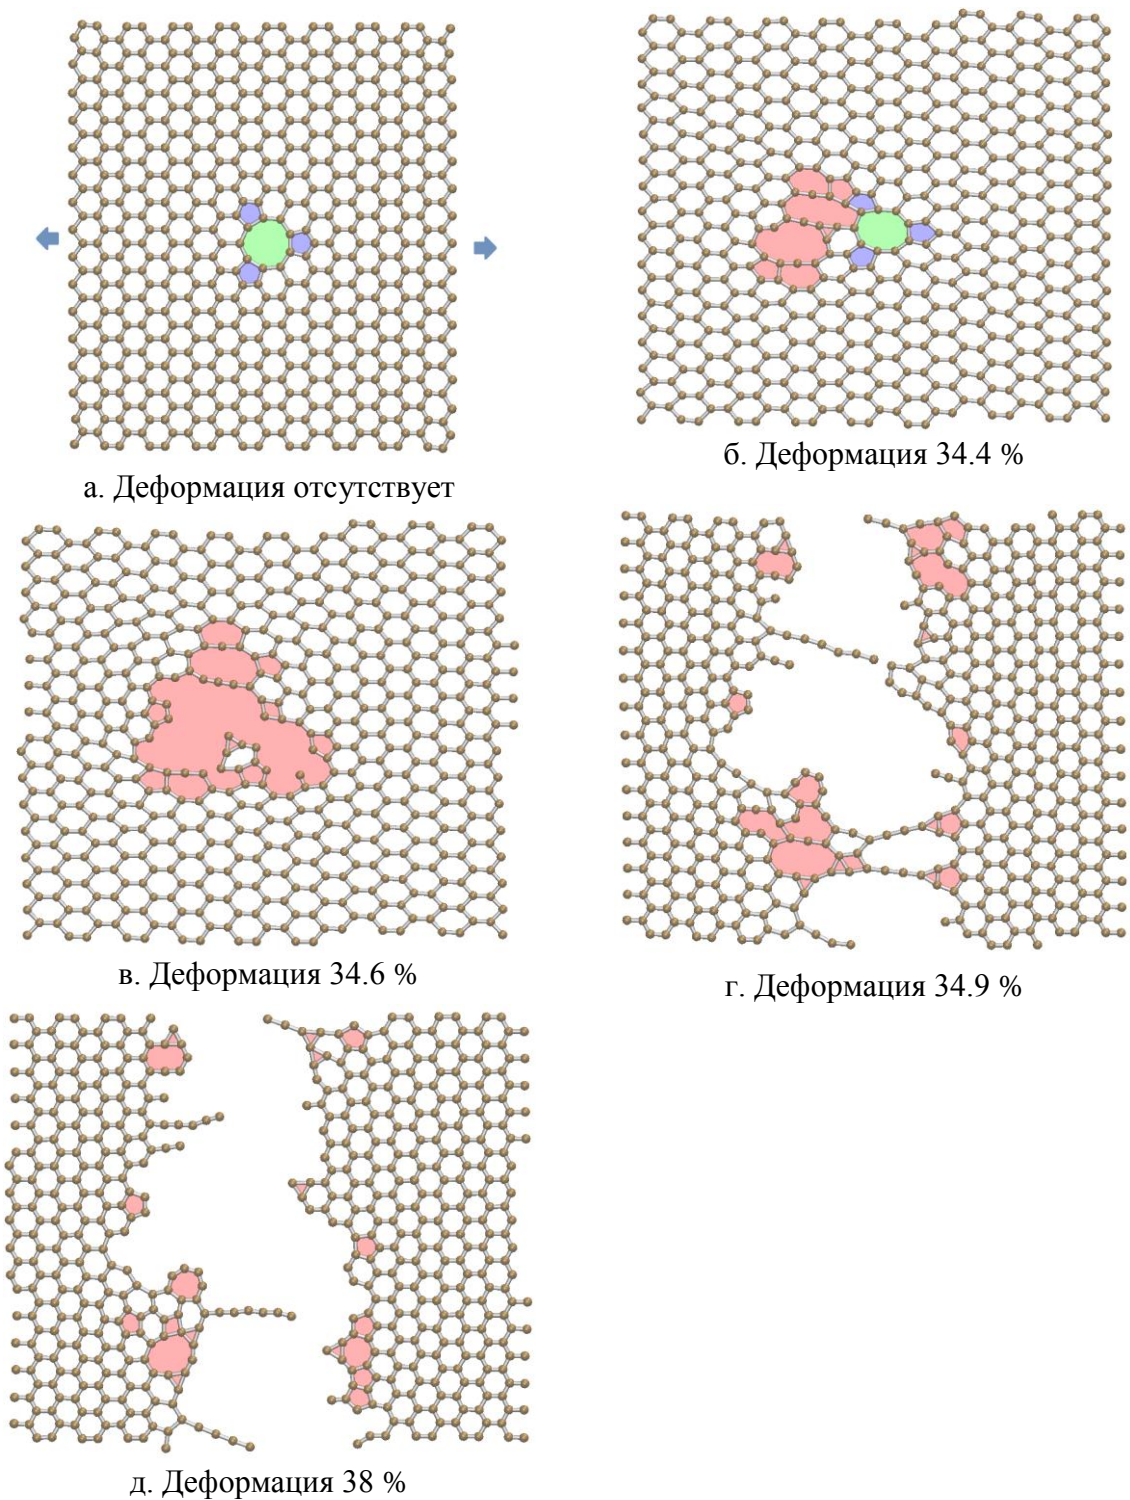 а. Деформация отсутствует
б. Деформация 34.4 %
в. Деформация 34.6 %
г. Деформация 34.9 %
д. Деформация 38 %